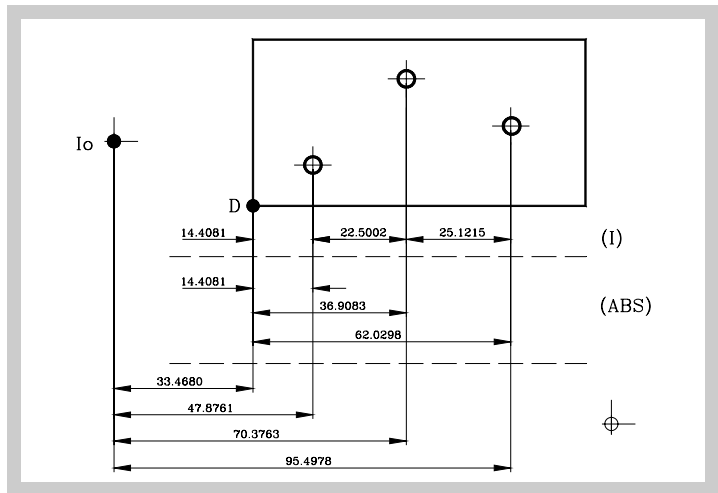 Io
D
14.4081 22.5002 25.1215 (I)
14.4081
36.9083 (ABS)
62.0298
33.4680
47.8761
70.3763
95.4978